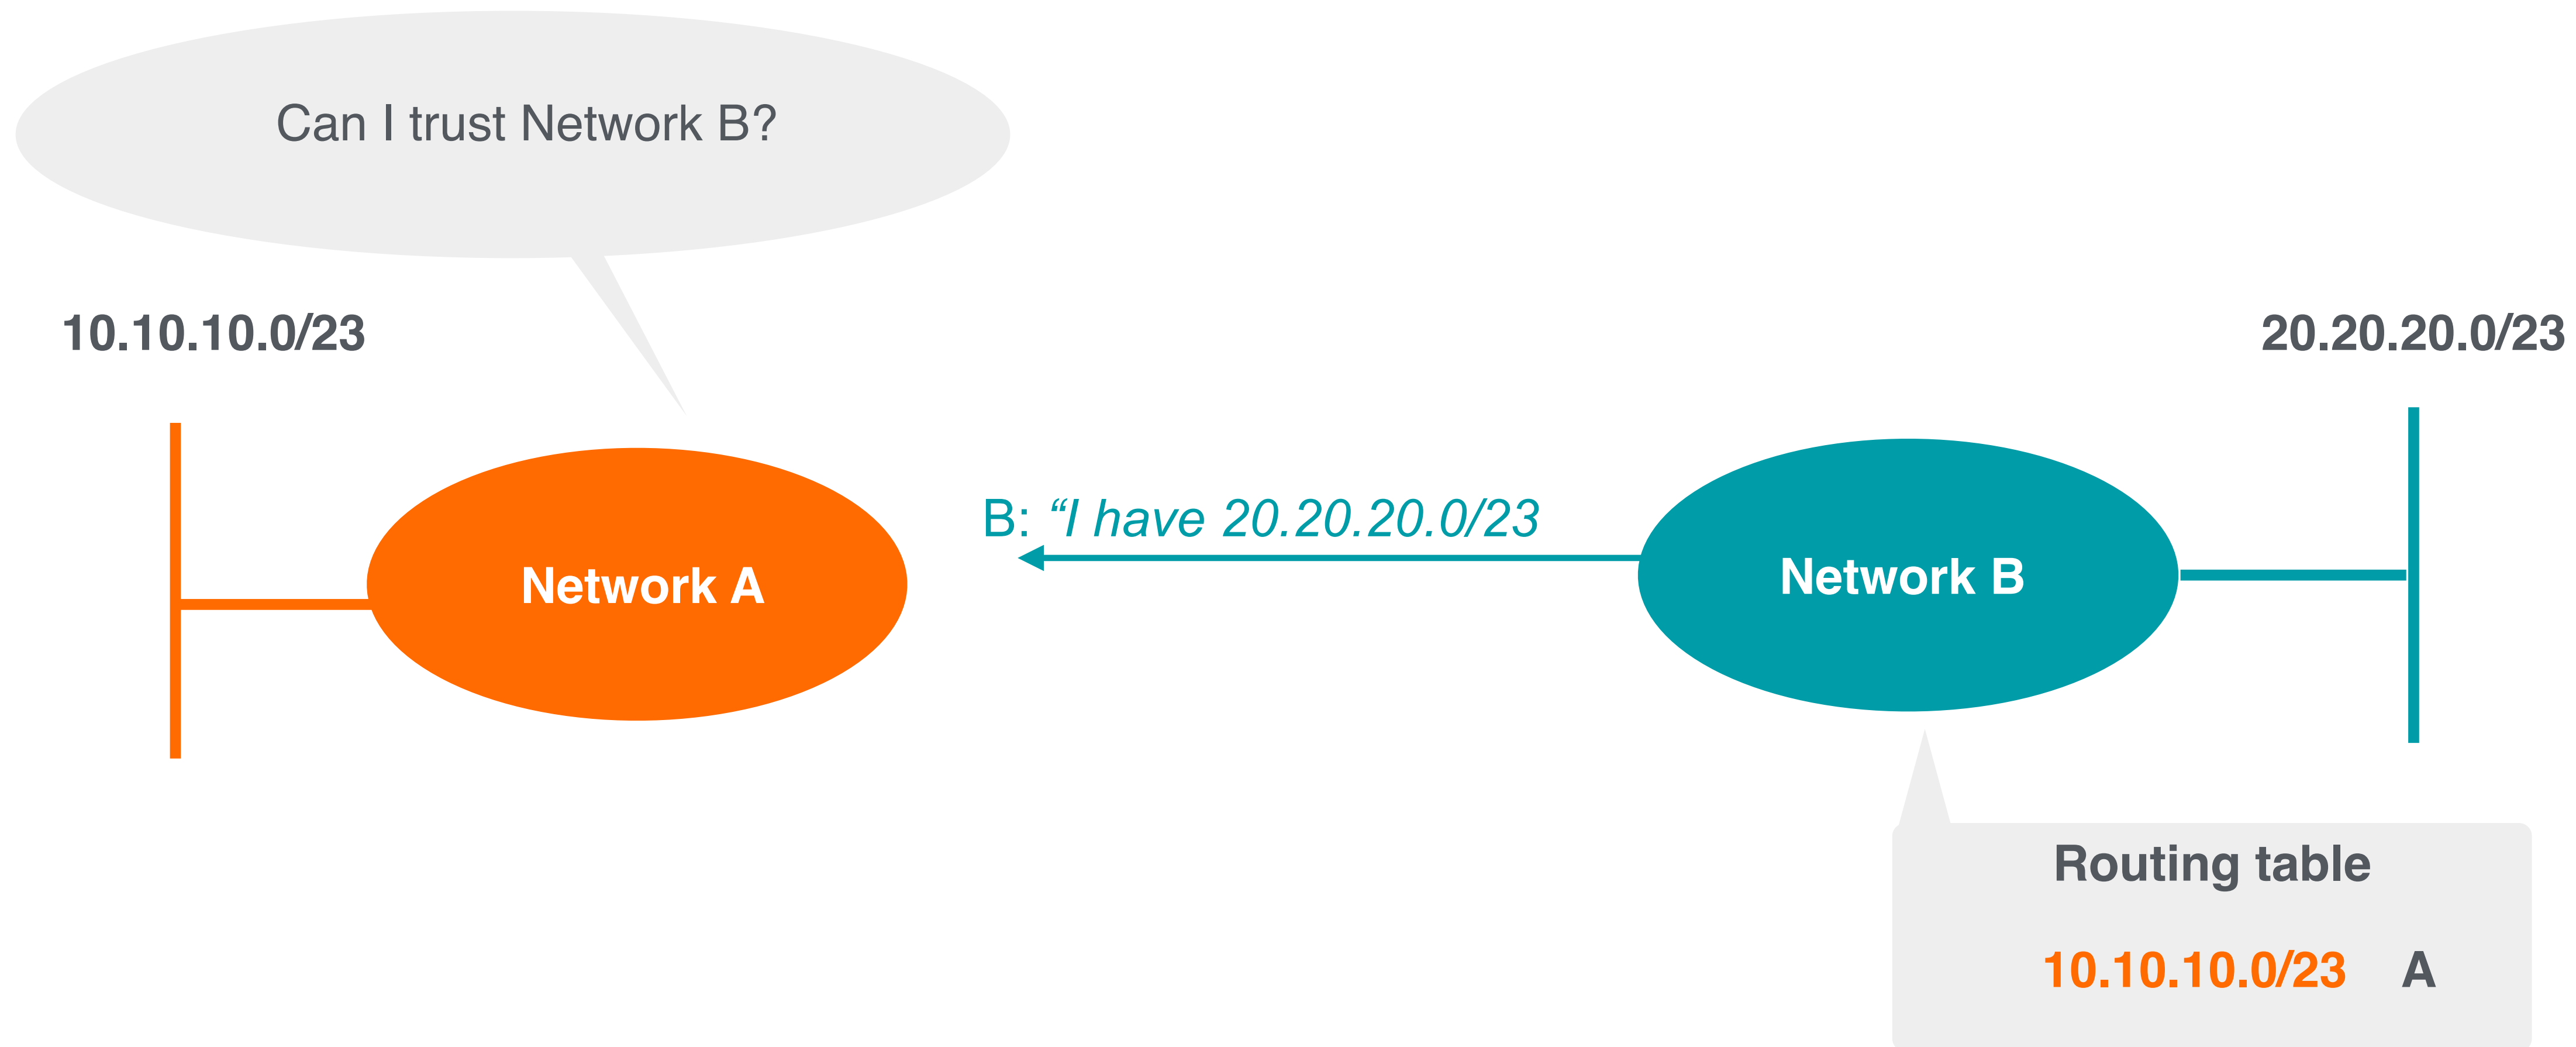 Can I trust Network B?
10.10.10.0/23
20.20.20.0/23
B: “I have 20.20.20.0/23
Network A
Network B
Routing table
10.10.10.0/23 A